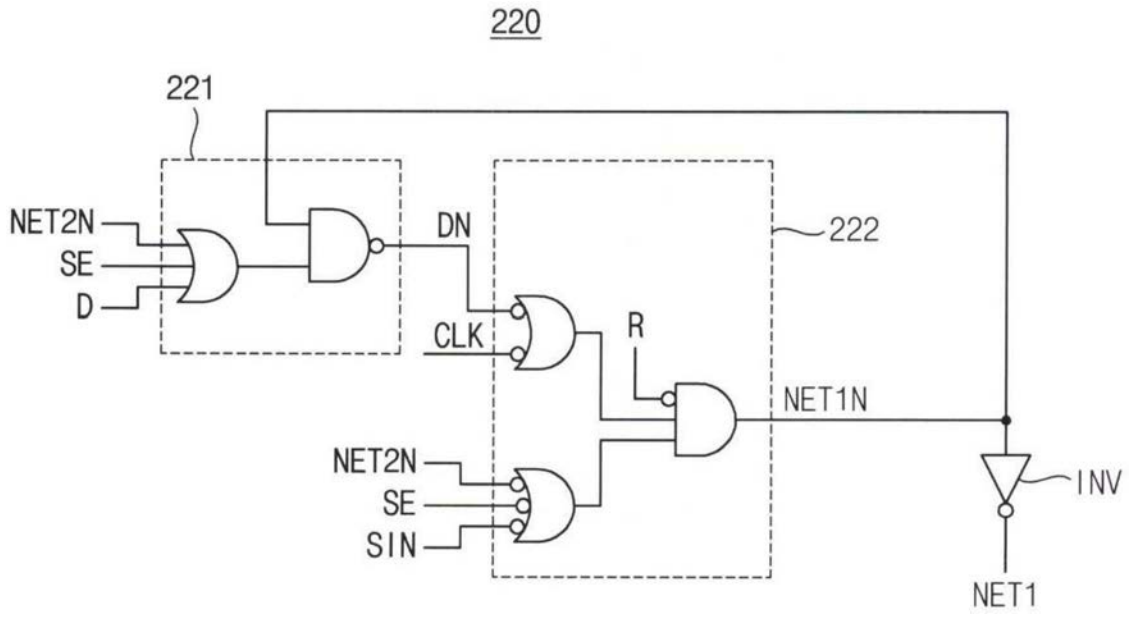 220
221
NET2N
SE
D
DN
CLK
R
222
NET1N
NET2N
SE
SIN
INV
NET1